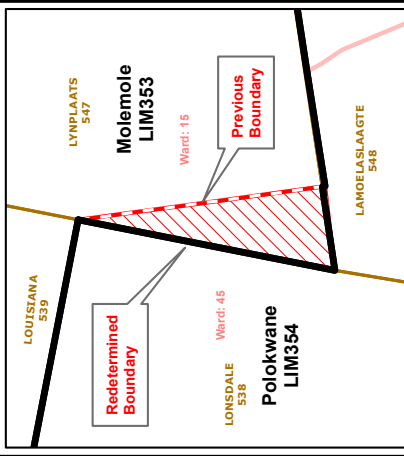 LYNPLAATS
547
Molemole
LIM353
Ward: 15
Previous
Boundary
LAMOELASLAAGTE
548
LOUISIANA
539
Redetermined
Boundary
Ward: 45
LONSDALE
538
Polokwane
LIM354